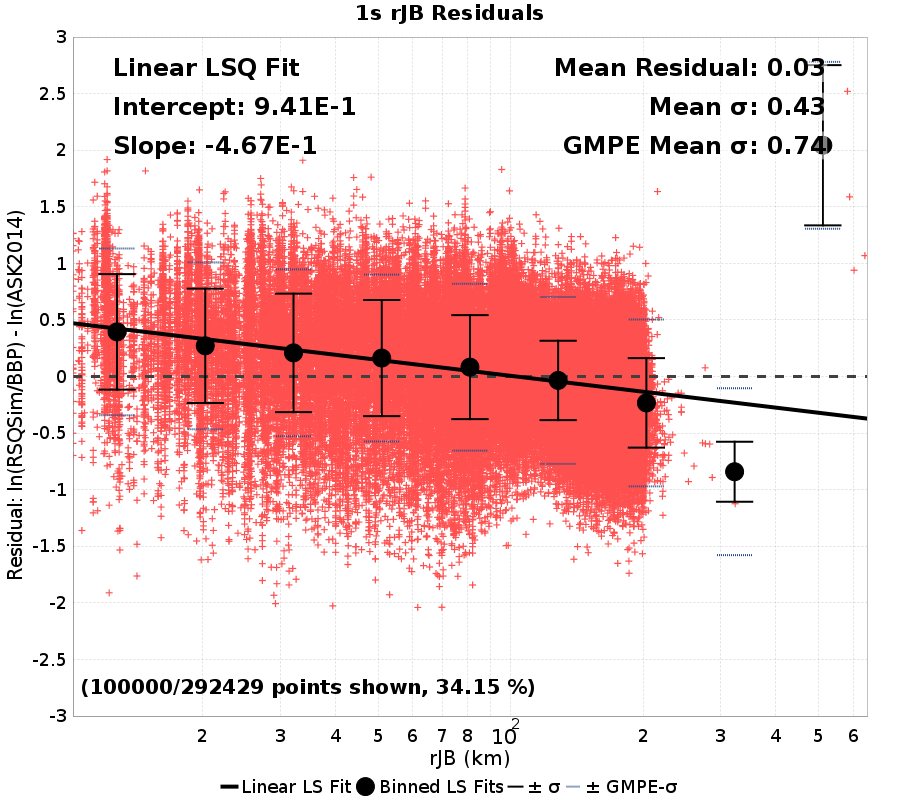 1s rJB Residuals
Linear LSQ Fit
Intercept: 9.41E-1
Slope: -4.67E-1
Mean Residual: 0.03
Mean σ: 0.43
GMPE Mean σ: 0.74
3
2.5
2
1.5
1
0.5
0
-0.5
-1
-1.5
-2
-2.5
-3
Residual: ln(RSQSim/BBP) - ln(ASK2014)
(100000/292429 points shown, 34.15 %)
2 3 4 5 6 7 8 10² 2 3 4 5 6
rJB (km)
Linear LS Fit Binned LS Fits ± σ ± GMPE-σ